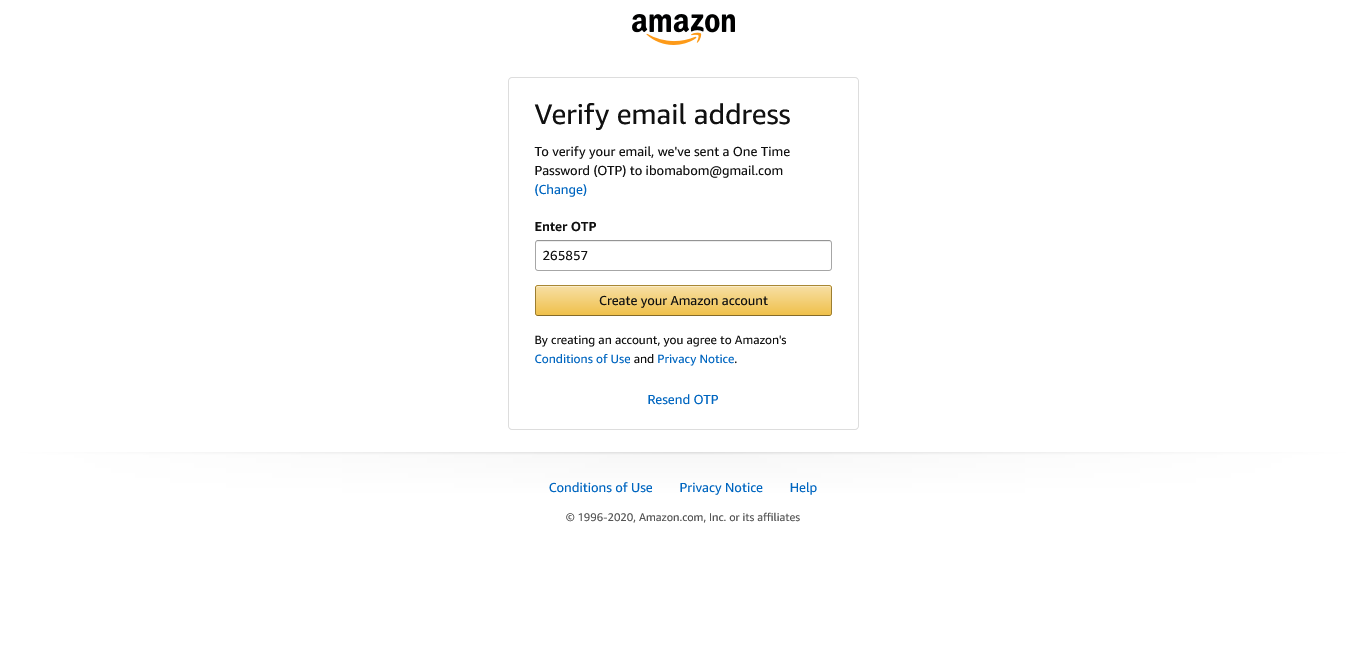 amazon
Verify email address
To verify your email, we've sent a One Time
Password (OTP) to ibomabom@gmail.com
(Change)
Enter OTP
265857
Create your Amazon account
By creating an account, you agree to Amazon's
Conditions of Use and Privacy Notice.
Resend OTP
Conditions of Use Privacy Notice Help
© 1996-2020, Amazon.com, Inc. or its affiliates